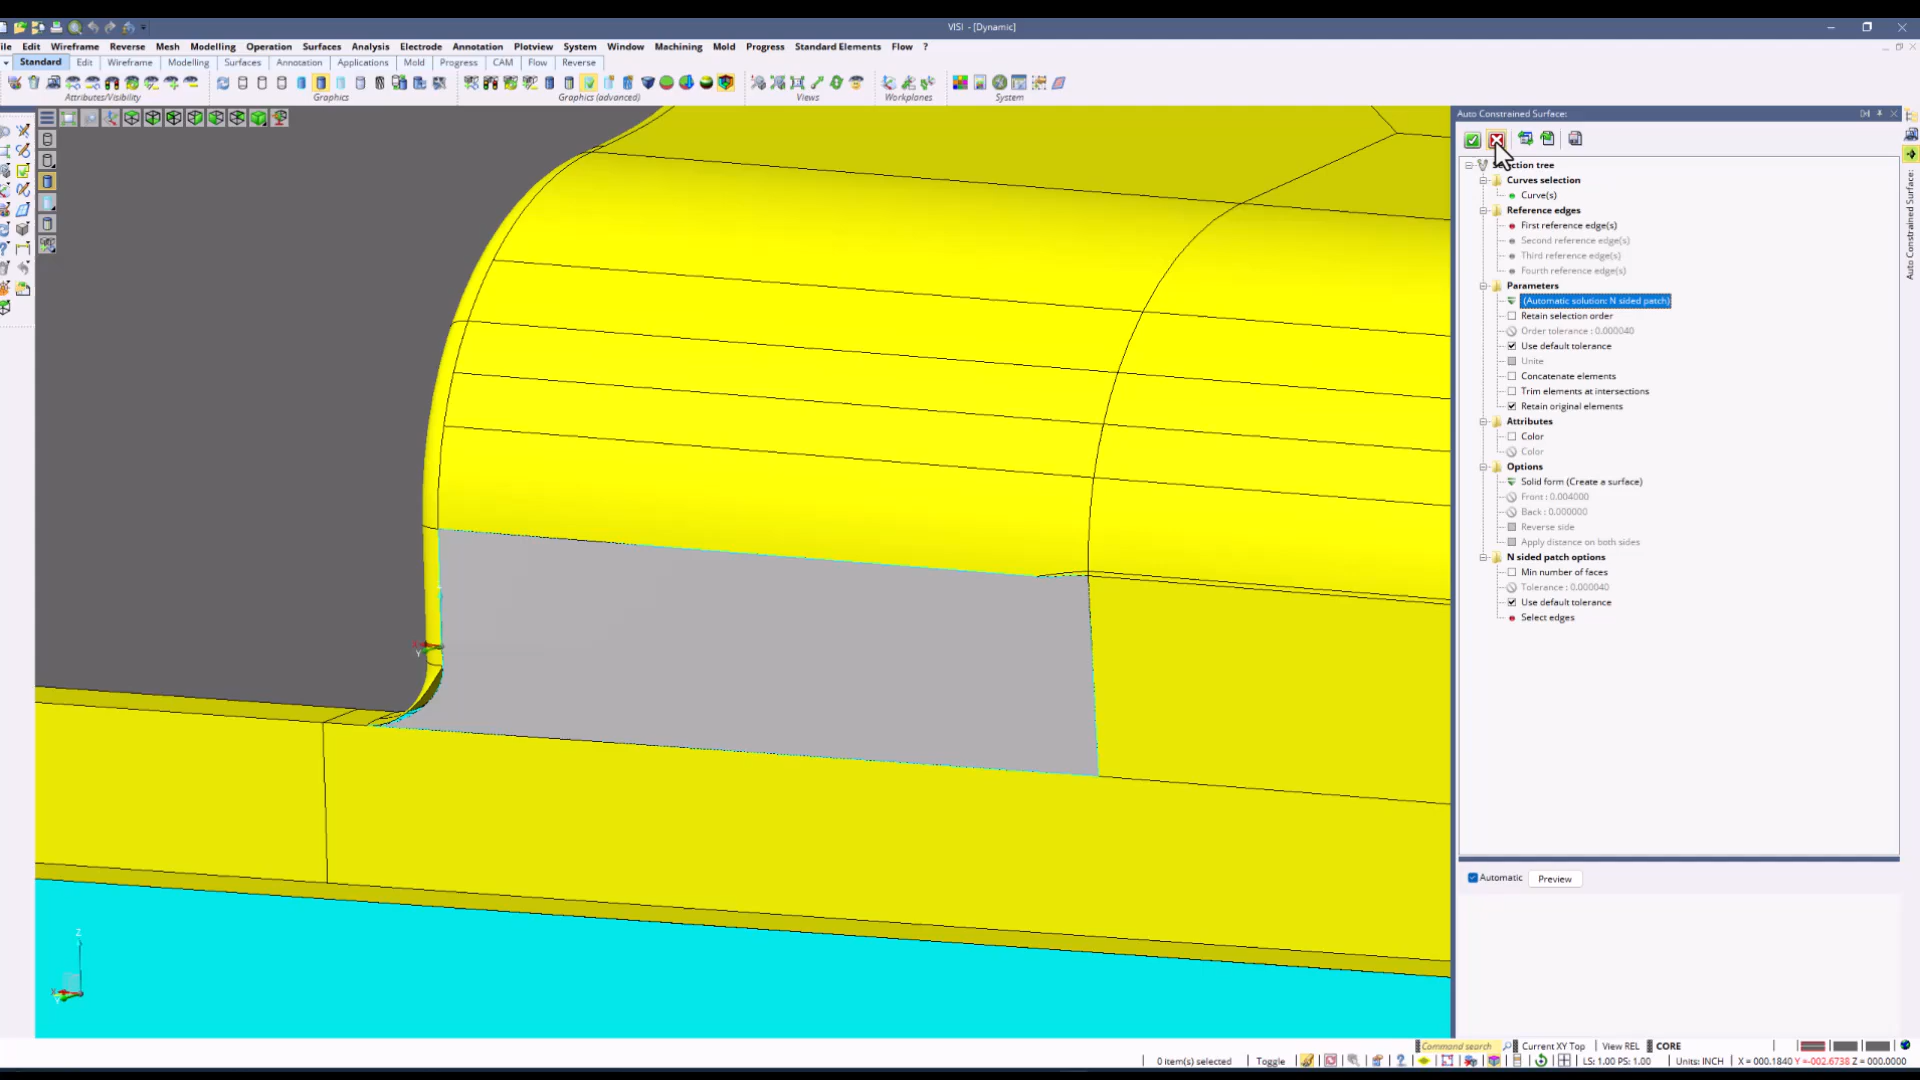 VISI - [Dynamic]
ile Edit Wireframe Reverse Mesh Modelling Operation Surfaces Analysis Electrode Annotation Plotview System Window Machining Mold Progress Standard Elements Flow ?
Standard Edit Wireframe Modelling Surfaces Annotation Applications Mold Progress CAM Flow Reverse
Attributes/Visibility Graphics Graphics (advanced) Views Workplanes System
Auto Constrained Surface:
ction tree
Curves selection
Curve(s)
Reference edges
First reference edge(s)
Second reference edge(s)
Third reference edge(s)
Fourth reference edge(s)
Parameters
(Automatic solution: N sided patch)
Retain selection order
Order tolerance : 0.000040
Use default tolerance
Unite
Concatenate elements
Trim elements at intersections
Retain original elements
Attributes
Color
Color
Options
Solid form (Create a surface)
Front : 0.004000
Back : 0.000000
Reverse side
Apply distance on both sides
N sided patch options
Min number of faces
Tolerance : 0.000040
Use default tolerance
Select edges
Auto Constrained Surface:
Automatic Preview
Y
Z
X
Y
Command search Current XY Top View REL CORE
0 item(s) selected Toggle LS: 1.00 PS: 1.00 Units: INCH X = 000.1840 Y =-002.6738 Z = 000.0000